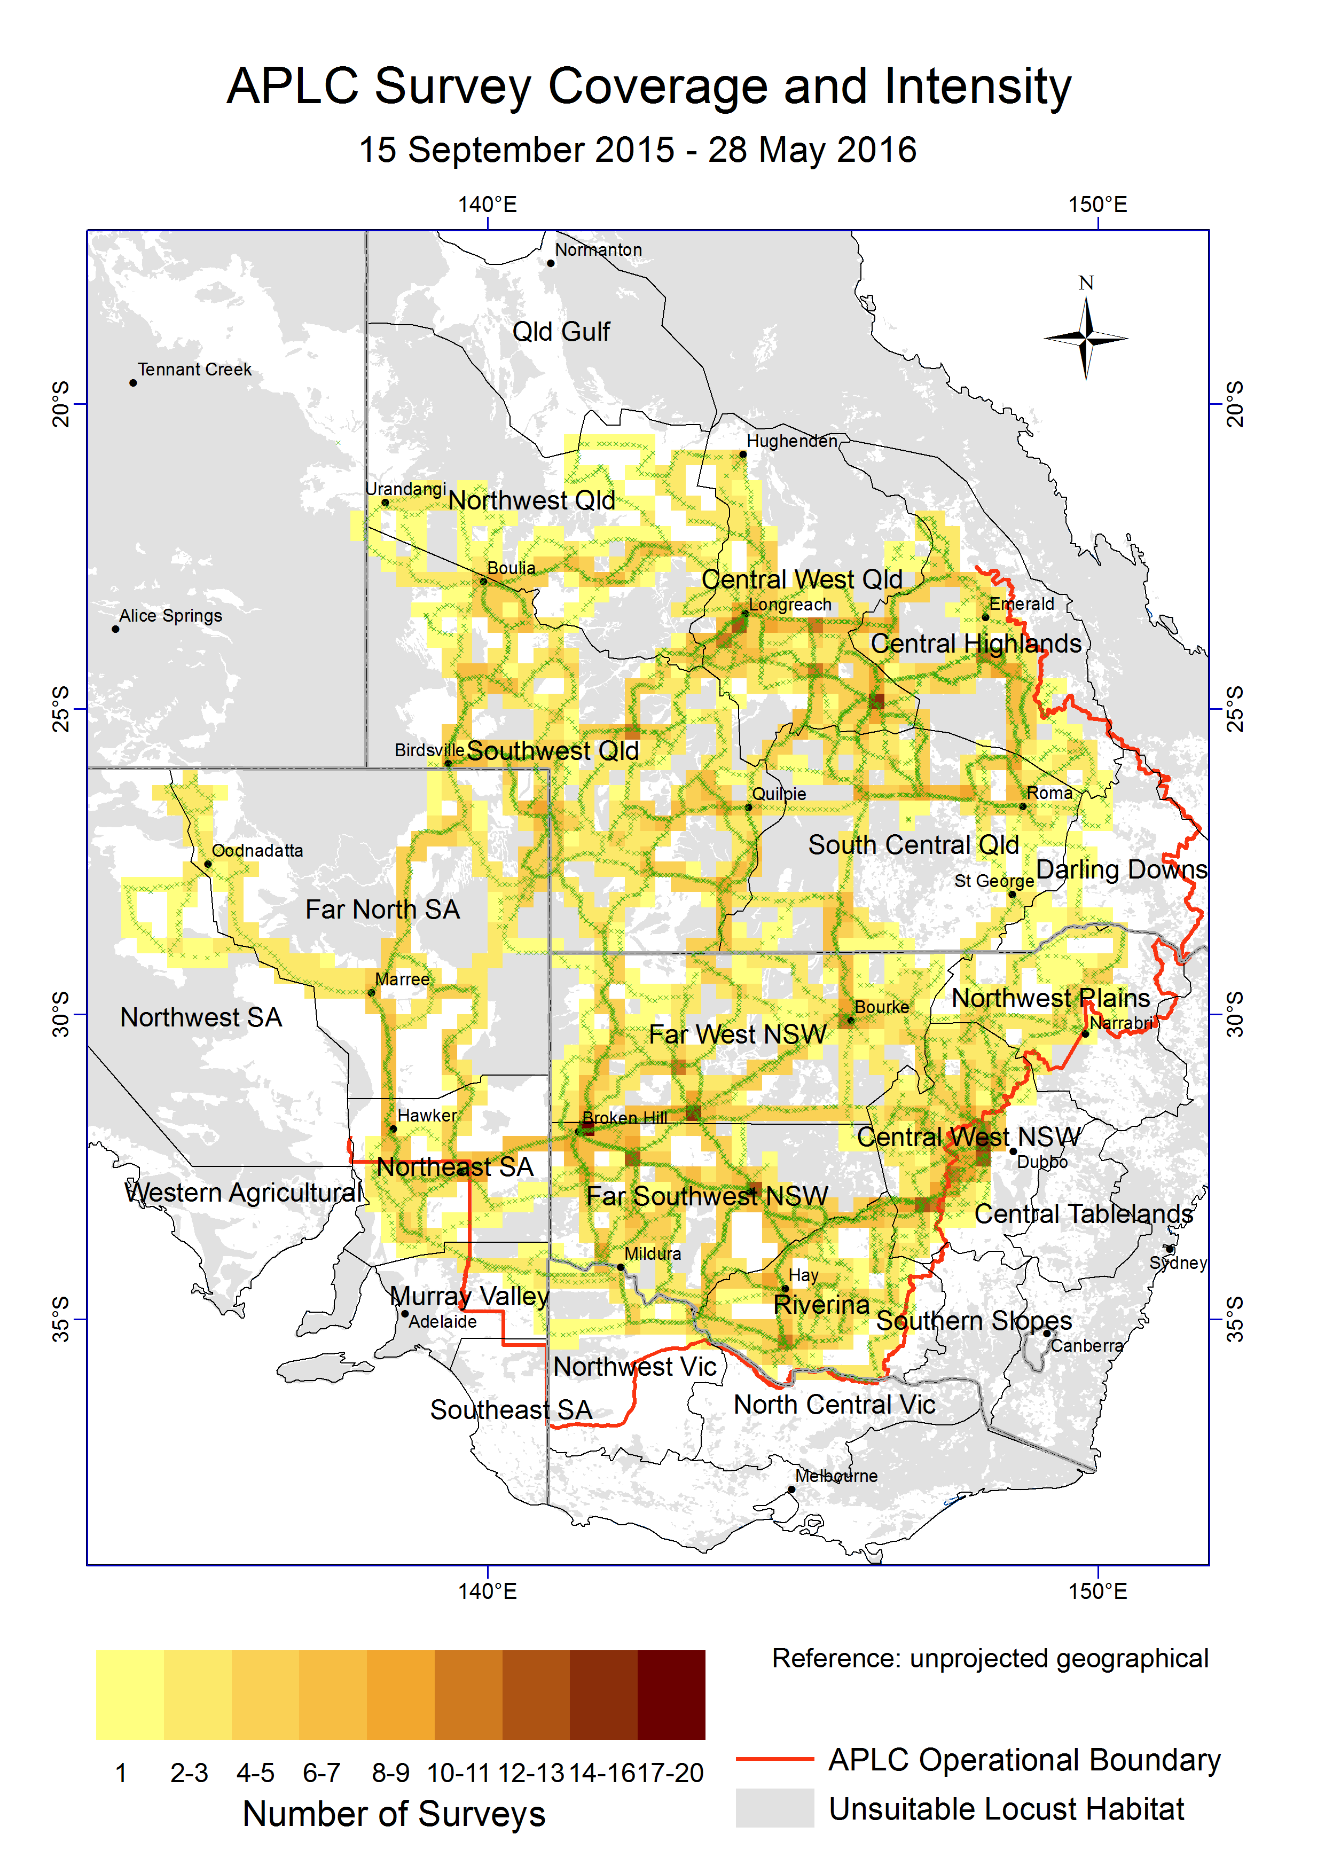 APLC Survey Coverage and Intensity
15 September 2015 - 28 May 2016
140°E 150°E
Normanton
N
Qld Gulf
Tennant Creek
20°S 20°S
Hughenden
Urandangi
Northwest Qld
Boulia
Central West Qld
Longreach
Emerald
Alice Springs
Central Highlands
25°S 25°S
Birdsville
Southwest Qld
Quilpie
Roma
South Central Qld
Oodnadatta
Darling Downs
St George
Far North SA
Marree
Northwest Plains
Bourke
30°S 30°S
Northwest SA
Narrabri
Far West NSW
Hawker
Broken Hill
Central West NSW
Dubbo
Northeast SA
Western Agricultural
Far Southwest NSW
Central Tablelands
Mildura
Sydney
Hay
Murray Valley
Riverina
35°S 35°S
Adelaide
Southern Slopes
Canberra
Northwest Vic
North Central Vic
Southeast SA
Melbourne
140°E 150°E
Reference: unprojected geographical
1 2-3 4-5 6-7 8-9 10-11 12-13 14-16 17-20
Number of Surveys
APLC Operational Boundary
Unsuitable Locust Habitat